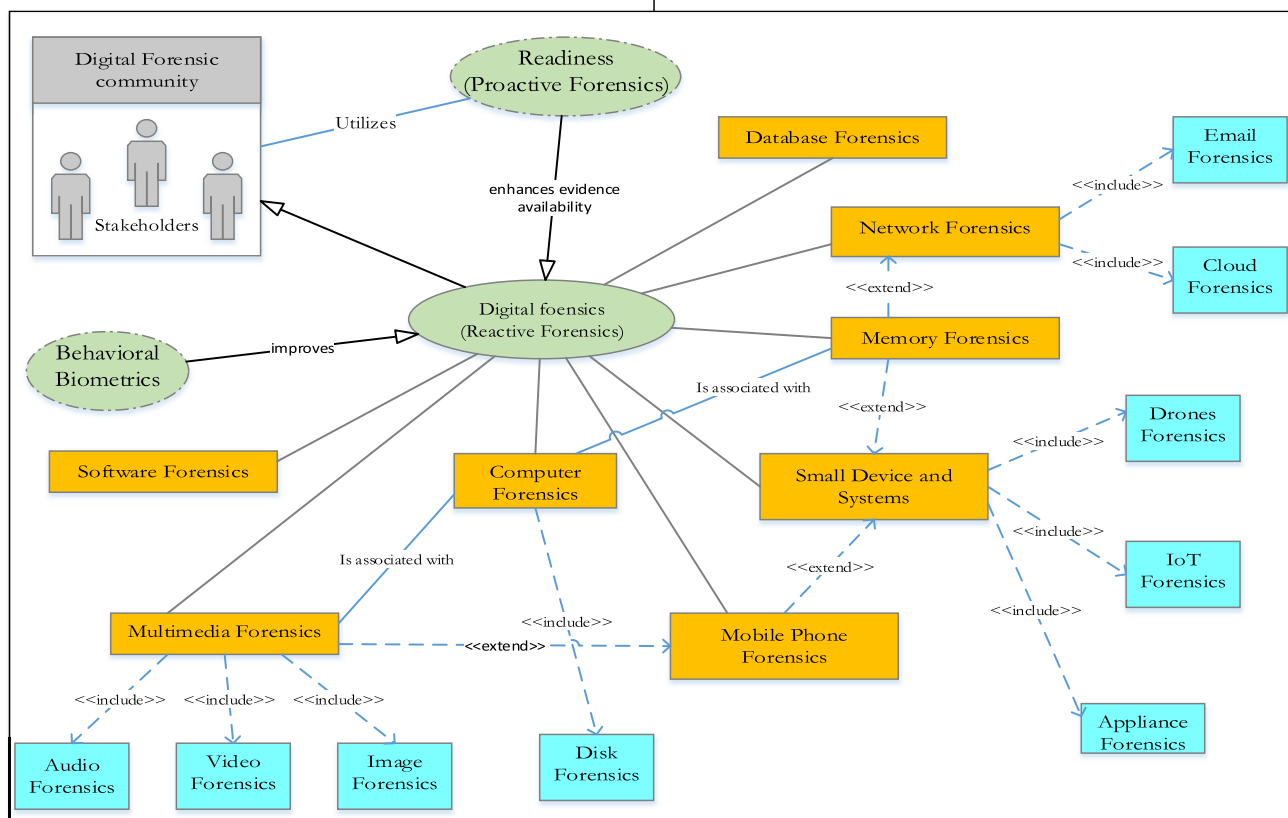 Digital Forensic
community
Stakeholders
Utilizes
Readiness
(Proactive Forensics)
enhances evidence
availability
Database Forensics
Email
Forensics
<<include>>
Network Forensics
<<include>>
Cloud
Forensics
<<extend>>
Digital foensics
(Reactive Forensics)
Memory Forensics
Behavioral
Biometrics
improves
Is associated with
<<extend>>
Drones
Forensics
<<include>>
Software Forensics
Computer
Forensics
Small Device and
Systems
<<include>>
IoT
Forensics
Is associated with
<<extend>>
<<include>>
Multimedia Forensics
<<include>>
<<extend>>
Mobile Phone
Forensics
<<include>>
<<include>>
<<include>>
Appliance
Forensics
Audio
Forensics
Video
Forensics
Image
Forensics
Disk
Forensics